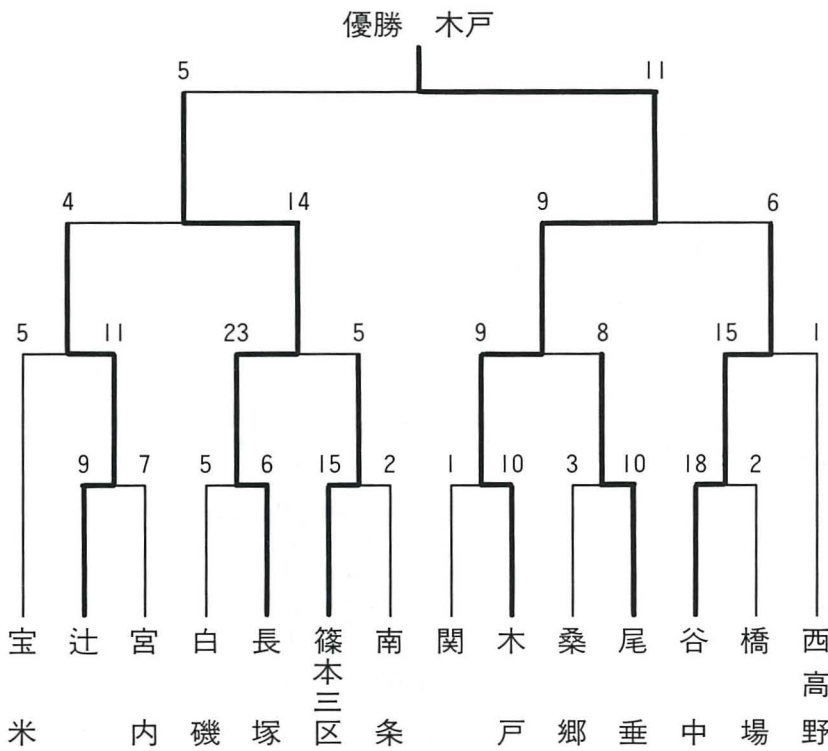 優勝 木戸
5 11
4 14 9 6
5 11 23 5 9 8 15 1
9 7 5 6 15 2 1 10 3 10 18 2
宝米
辻
宮内
白磯
長塚
篠本三区
南条
関
木戸
桑郷
尾垂
谷中
橋場
西高野